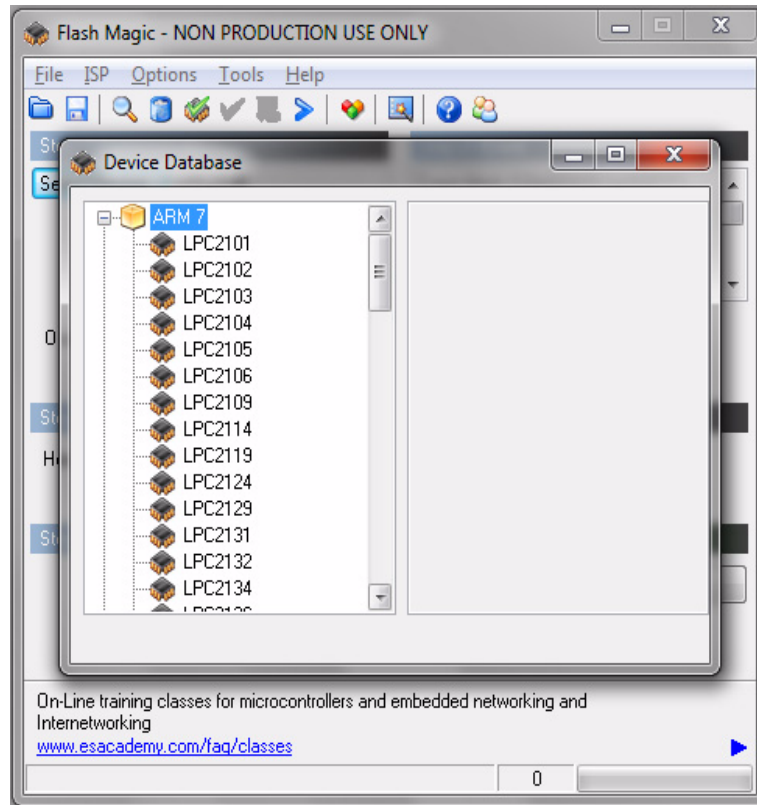 Flash Magic - NON PRODUCTION USE ONLY
File ISP Options Tools Help
Device Database
ARM 7
LPC2101
LPC2102
LPC2103
LPC2104
LPC2105
LPC2106
LPC2109
LPC2114
LPC2119
LPC2124
LPC2129
LPC2131
LPC2132
LPC2134
On-Line training classes for microcontrollers and embedded networking and
Internetworking
www.esacademy.com/faq/classes
0